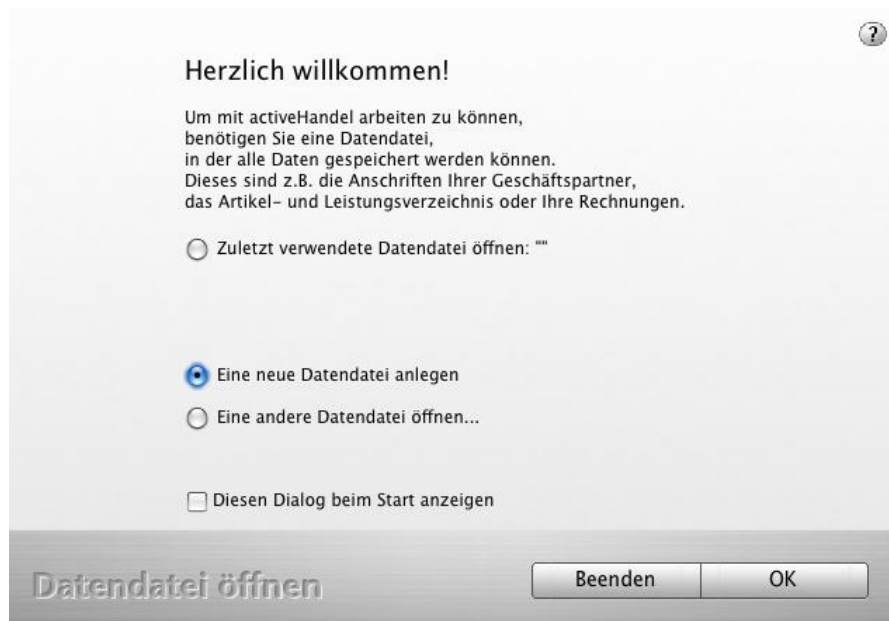 ?
Herzlich willkommen!
Um mit activeHandel arbeiten zu können,
benötigen Sie eine Datendatei,
in der alle Daten gespeichert werden können.
Dieses sind z.B. die Anschriften Ihrer Geschäftspartner,
das Artikel- und Leistungsverzeichnis oder Ihre Rechnungen.
Zuletzt verwendete Datendatei öffnen: ""
Eine neue Datendatei anlegen
Eine andere Datendatei öffnen...
Diesen Dialog beim Start anzeigen
Datendatei öffnen Beenden OK